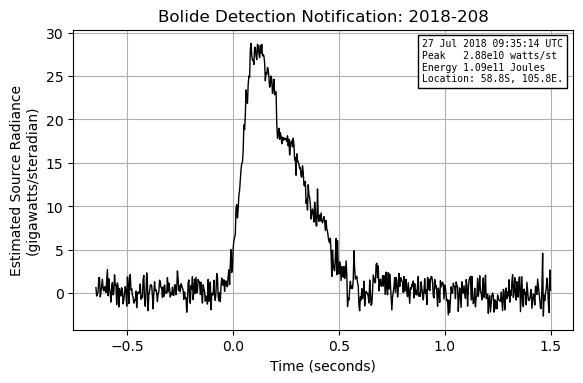 Bolide Detection Notification: 2018-208
27 Jul 2018 09:35:14 UTC
Peak   2.88e10 watts/st
Energy 1.09e11 Joules
Location: 58.8S, 105.8E.
Estimated Source Radiance
(gigawatts/steradian)
30
25
20
15
10
5
0
−0.5
0.0
0.5
1.0
1.5
Time (seconds)